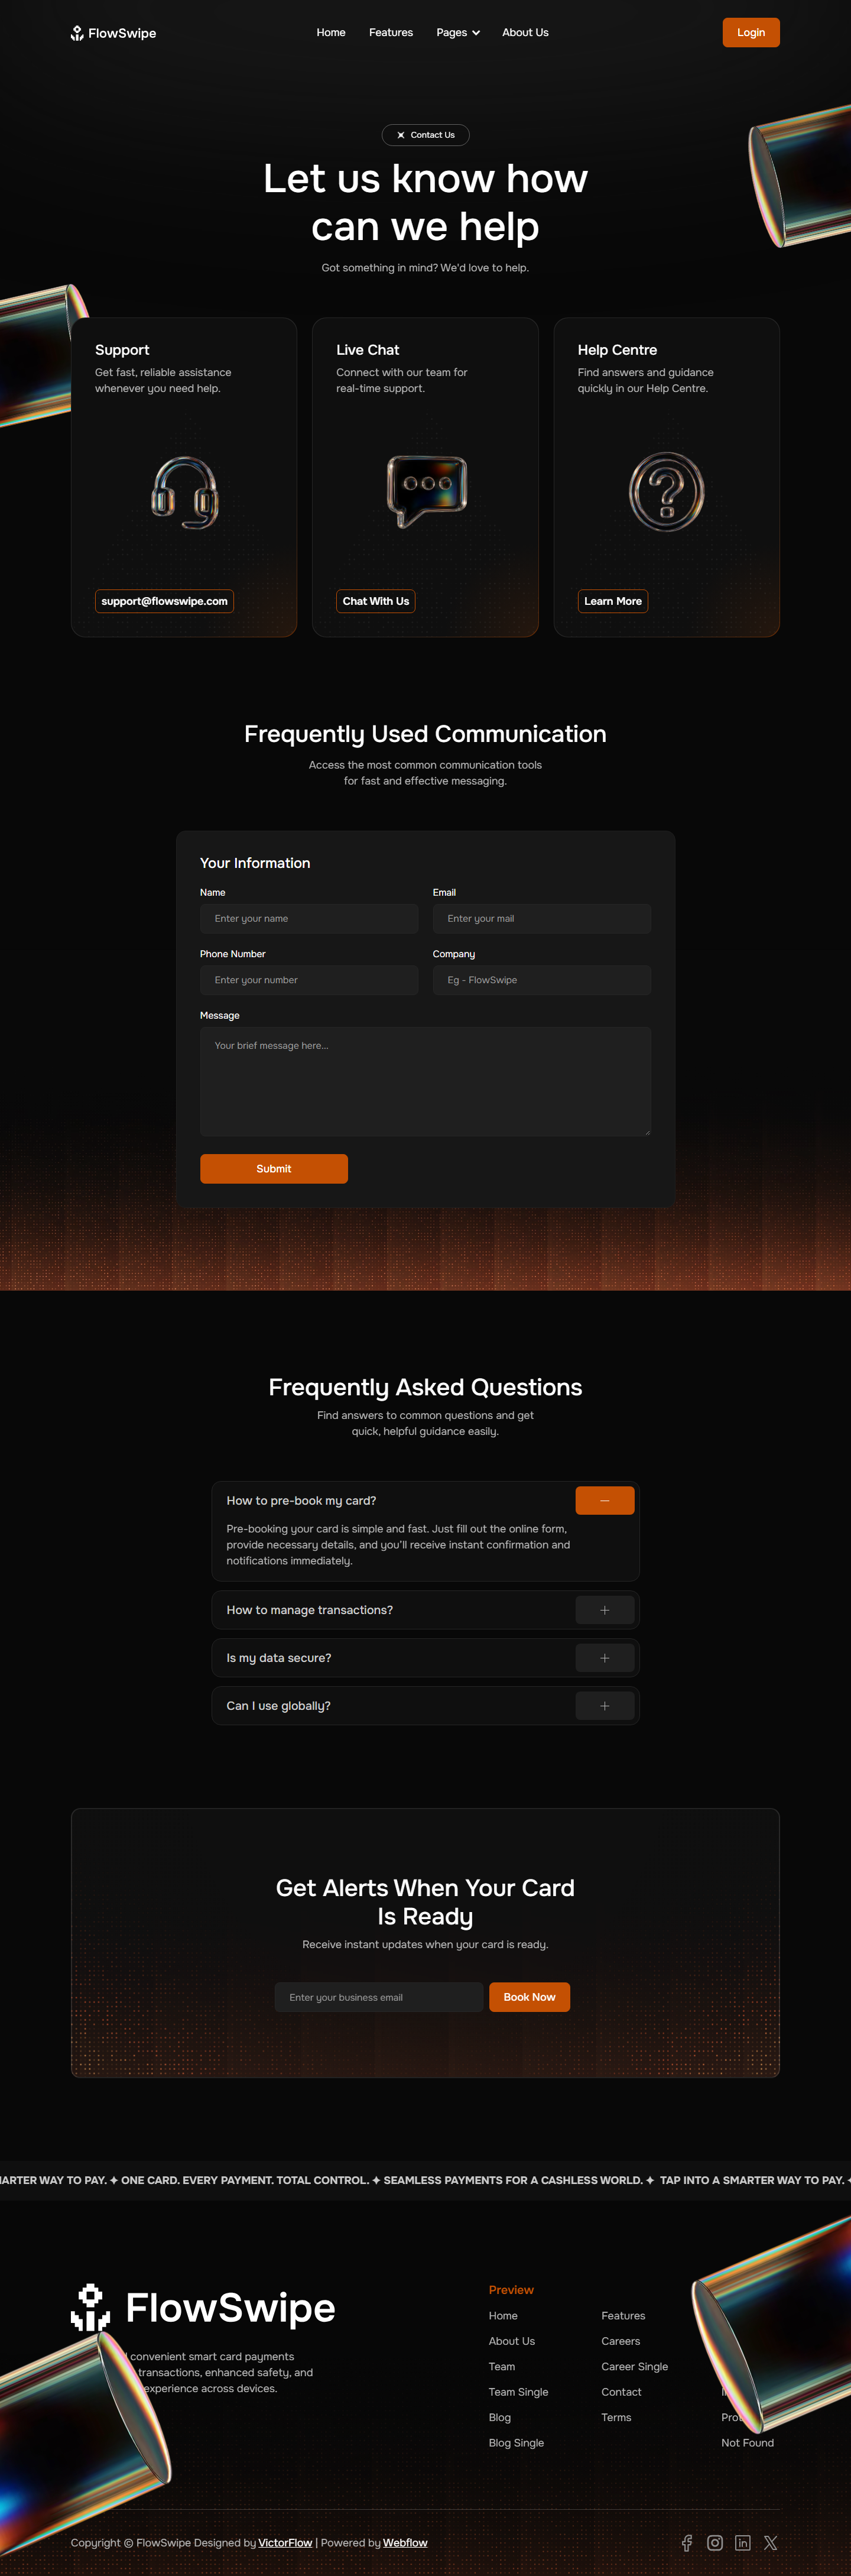 FlowSwipe
Home
Features
Pages
About Us
Login
Contact Us
Let us know how
can we help
Got something in mind? We'd love to help.
Support
Get fast, reliable assistance
whenever you need help.
support@flowswipe.com
Live Chat
Connect with our team for
real-time support.
Chat With Us
Help Centre
Find answers and guidance
quickly in our Help Centre.
Learn More
Frequently Used Communication
Access the most common communication tools
for fast and effective messaging.
Your Information
Name
Enter your name
Email
Enter your mail
Phone Number
Enter your number
Company
Eg - FlowSwipe
Message
Your brief message here...
Submit
Frequently Asked Questions
Find answers to common questions and get
quick, helpful guidance easily.
How to pre-book my card?
Pre-booking your card is simple and fast. Just fill out the online form,
provide necessary details, and you'll receive instant confirmation and
notifications immediately.
How to manage transactions?
Is my data secure?
Can I use globally?
Get Alerts When Your Card
Is Ready
Receive instant updates when your card is ready.
Enter your business email
Book Now
WAY TO PAY. ✦ ONE CARD. EVERY PAYMENT. TOTAL CONTROL. ✦ SEAMLESS PAYMENTS FOR A CASHLESS WORLD. ✦ TAP INTO A SMARTER WAY TO PAY.
FlowSwipe
convenient smart card payments
transactions, enhanced safety, and
experience across devices.
Preview
Home
About Us
Team
Team Single
Blog
Blog Single
Features
Careers
Career Single
Contact
Terms
Not Found
Copyright © FlowSwipe Designed by VictorFlow | Powered by Webflow